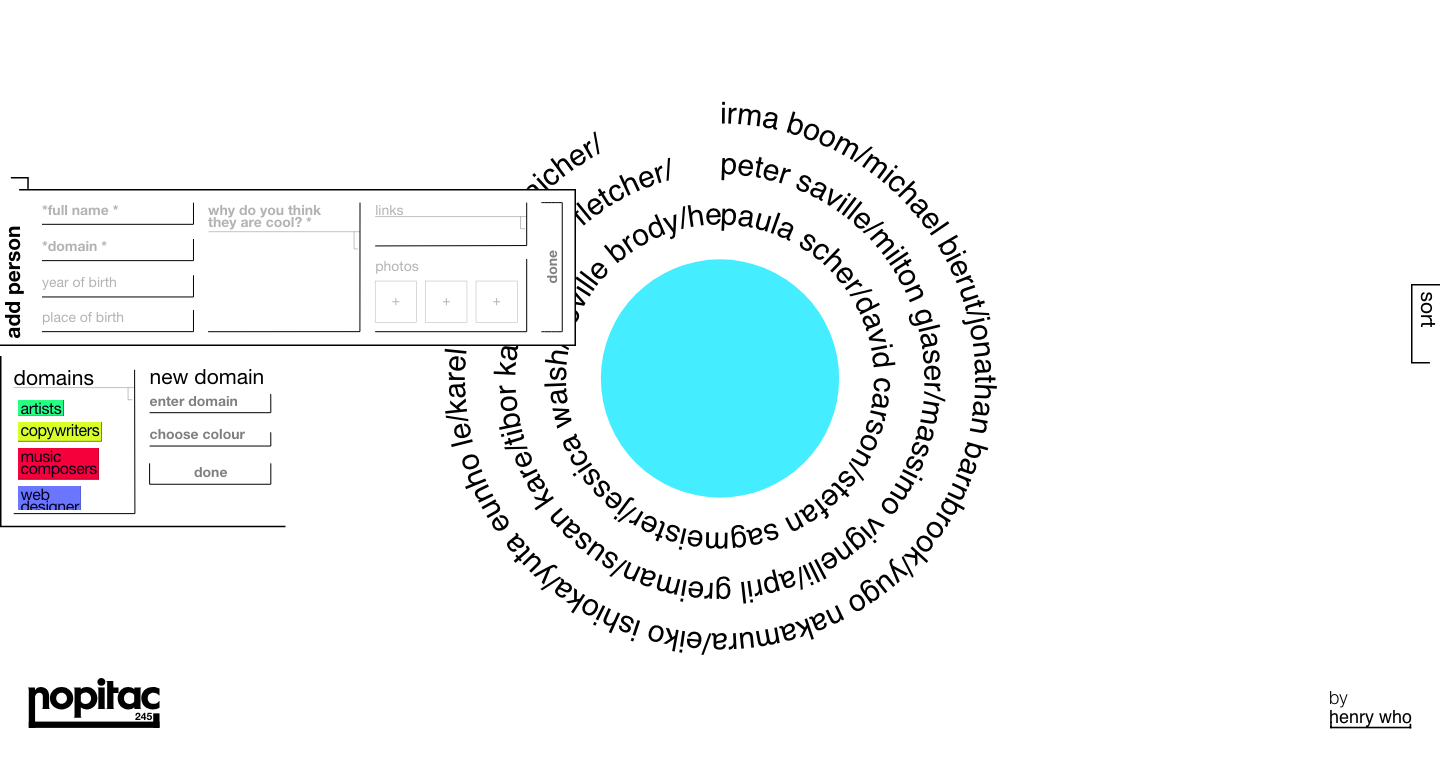 irma boom/michael bierut/jonathan barnbrook/yugo nakamura/eiko ishioka/yuta eunho le/karel
icher/
peter saville/milton glaser/massimo vignelli/april greiman/susan kare/tibor ka
fletcher/
paula scher/david carson/stefan sagmeister/jessica walsh/
ville brody/he
add person
*full name *
*domain *
year of birth
place of birth
why do you think
they are cool? *
links
photos
+ + +
done
domains
artists
copywriters
music
composers
web
designer
new domain
enter domain
choose colour
done
sort
nopitac
245
by
henry who